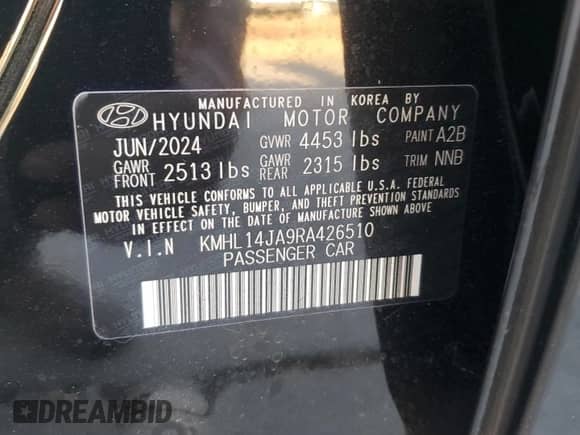 MANUFACTURED IN KOREA BY
HYUNDAI MOTOR COMPANY
JUN/2024 GVWR 4453 lbs PAINT A2B
GAWR FRONT 2513 lbs GAWR REAR 2315 lbs TRIM NNB
THIS VEHICLE CONFORMS TO ALL APPLICABLE U.S.A. FEDERAL
MOTOR VEHICLE SAFETY, BUMPER, AND THEFT PREVENTION STANDARDS
IN EFFECT ON THE DATE OF MANUFACTURE SHOWN ABOVE.
V.I.N KMHL14JA9RA426510
PASSENGER CAR
DREAMBID